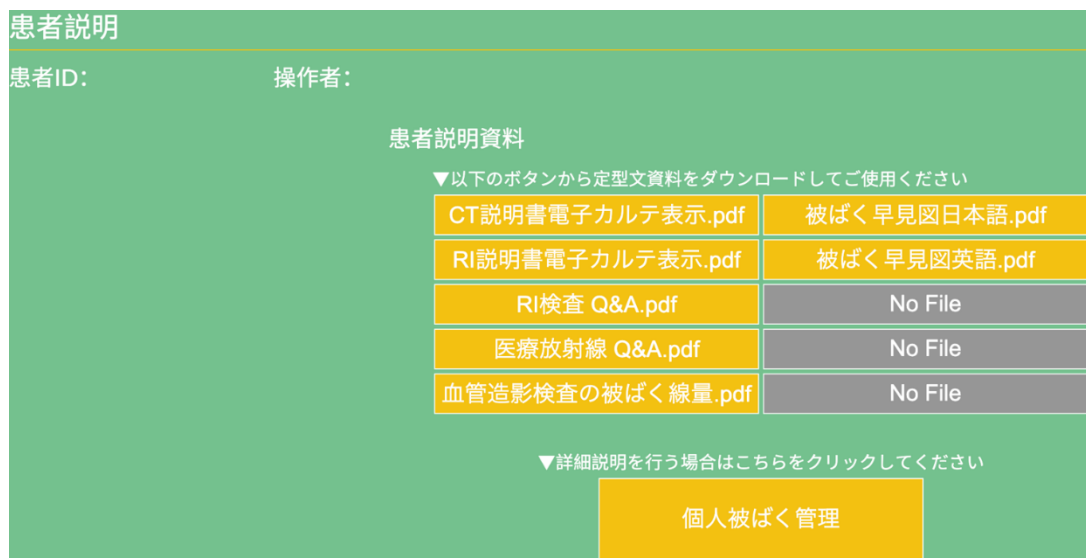 患者説明
患者ID: 操作者:
患者説明資料
▼以下のボタンから定型文資料をダウンロードしてご使用ください
CT説明書電子カルテ表示.pdf 被ばく早見図日本語.pdf
RI説明書電子カルテ表示.pdf 被ばく早見図英語.pdf
RI検査 Q&A.pdf No File
医療放射線 Q&A.pdf No File
血管造影検査の被ばく線量.pdf No File
▼詳細説明を行う場合はこちらをクリックしてください
個人被ばく管理